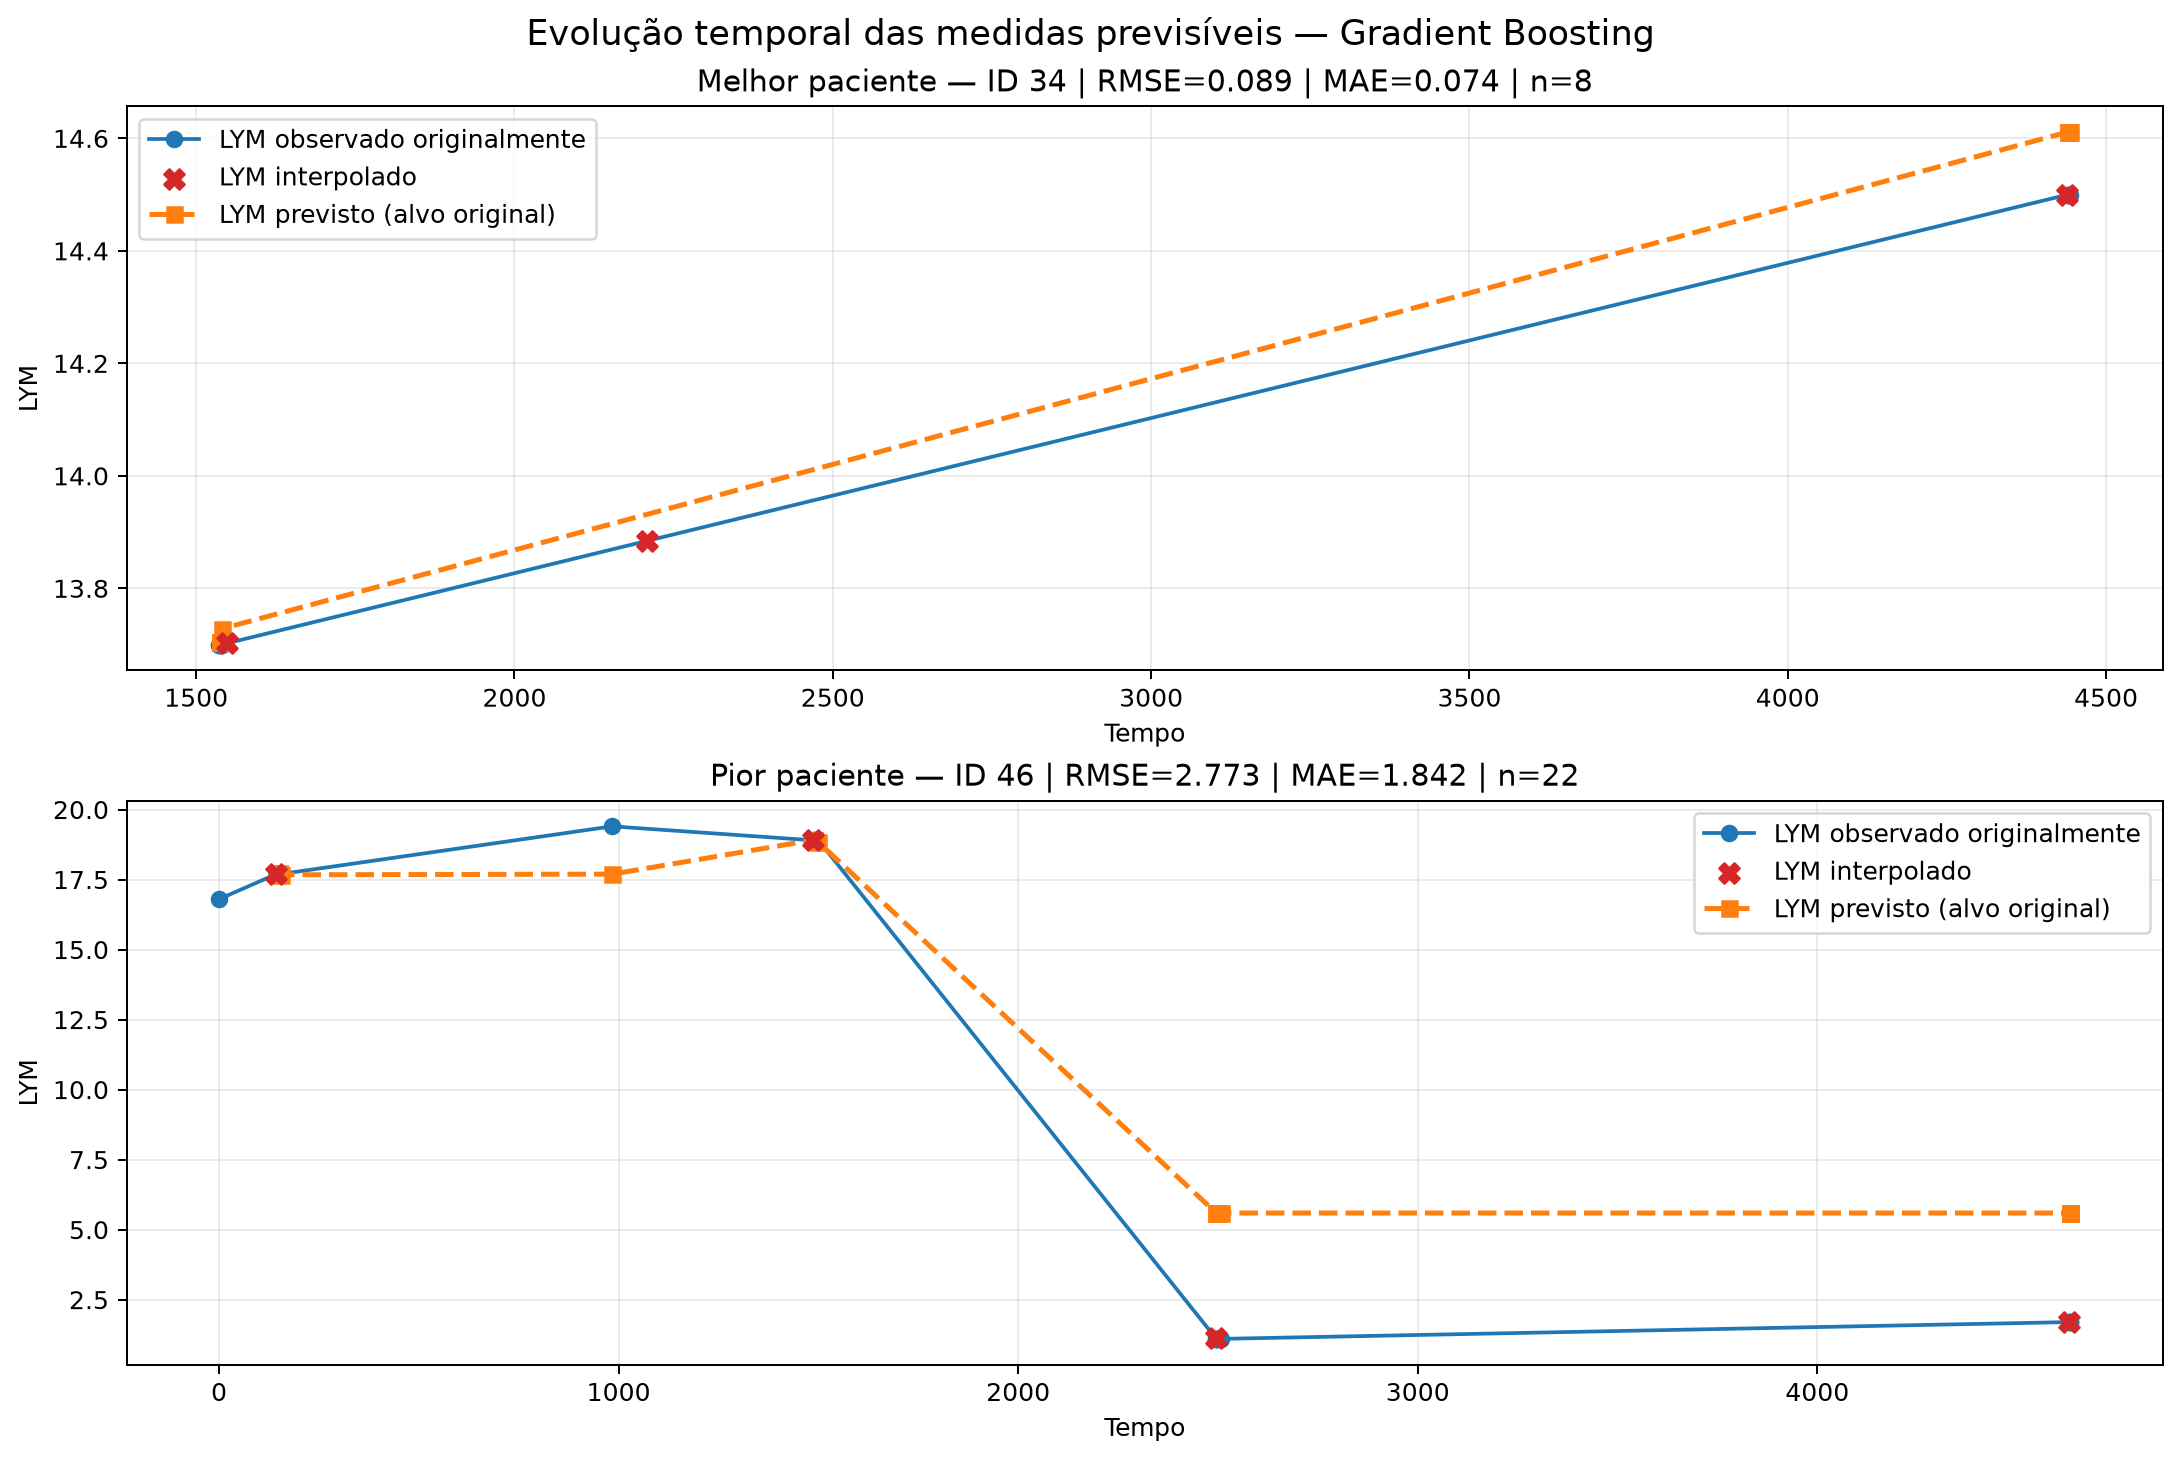 Evolução temporal das medidas previsíveis — Gradient Boosting
Melhor paciente — ID 34 | RMSE=0.089 | MAE=0.074 | n=8
LYM observado originalmente
LYM interpolado
LYM previsto (alvo original)
14.6
14.4
14.2
14.0
13.8
LYM
1500 2000 2500 3000 3500 4000 4500
Tempo
Pior paciente — ID 46 | RMSE=2.773 | MAE=1.842 | n=22
LYM observado originalmente
LYM interpolado
LYM previsto (alvo original)
20.0
17.5
15.0
12.5
10.0
7.5
5.0
2.5
LYM
0 1000 2000 3000 4000
Tempo